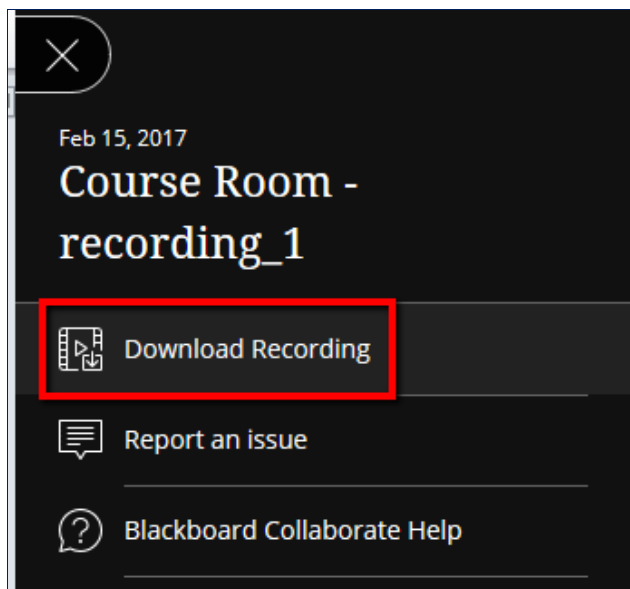 Feb 15, 2017
Course Room -
recording_1
Download Recording
Report an issue
Blackboard Collaborate Help